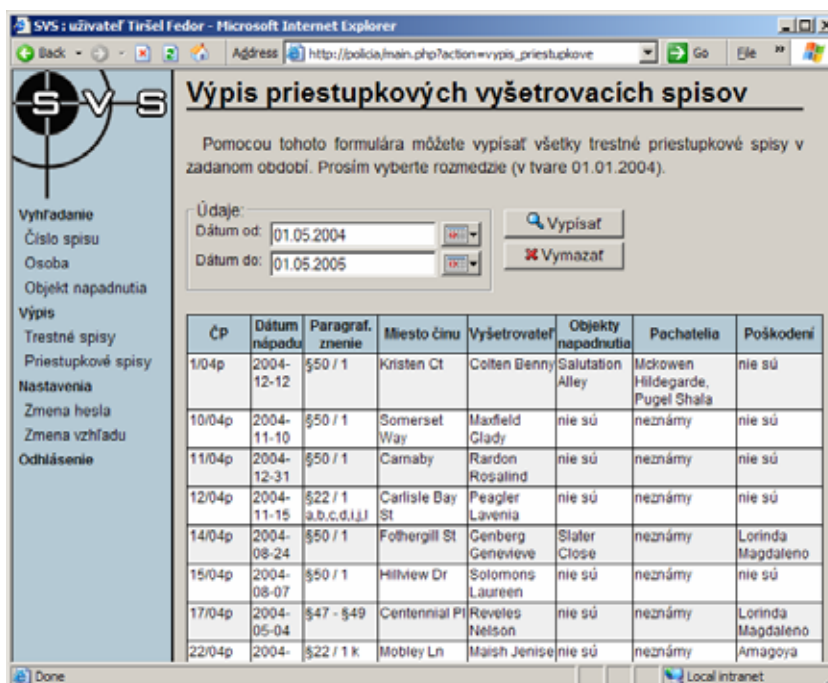 SVS : uživateľ Tiršel Fedor - Microsoft Internet Explorer
Back Address http://policia/main.php?action=vypis_priestupkove Go File »
SVS
Výpis priestupkových vyšetrovacích spisov
Pomocou tohoto formulára môžete vypísať všetky trestné priestupkové spisy v
zadanom období. Prosím vyberte rozmedzie (v tvare 01.01.2004).
Vyhľadanie
Číslo spisu
Osoba
Objekt napadnutia
Výpis
Trestné spisy
Priestupkové spisy
Nastavenia
Zmena hesla
Zmena vzhľadu
Odhlásenie
Údaje:
Dátum od: 01.05.2004
Dátum do: 01.05.2005
Vypísať
Vymazať
ČP Dátum nápadu Paragraf. znenie Miesto činu Vyšetrovateľ Objekty napadnutia Pachatelia Poškodení
1/04p 2004-12-12 §50 / 1 Kristen Ct Colten Benny Salutation Alley Mckowen Hildegarde, Pugel Shala nie sú
10/04p 2004-11-10 §50 / 1 Somerset Way Maxfield Glady nie sú neznámy nie sú
11/04p 2004-12-31 §50 / 1 Carnaby Rardon Rosalind nie sú neznámy nie sú
12/04p 2004-11-15 §22 / 1 a,b,c,d,i,j,l Carlisle Bay St Peagler Lavenia nie sú neznámy nie sú
14/04p 2004-08-24 §50 / 1 Fothergill St Genberg Genevieve Slater Close neznámy Lorinda Magdaleno
15/04p 2004-08-07 §50 / 1 Hillview Dr Solomons Laureen nie sú neznámy nie sú
17/04p 2004-05-04 §47 - §49 Centennial Pl Reveles Nelson nie sú neznámy Lorinda Magdaleno
22/04p 2004- §22 / 1 k Mobley Ln Maish Jenise nie sú neznámy Amagoya
Done Local intranet